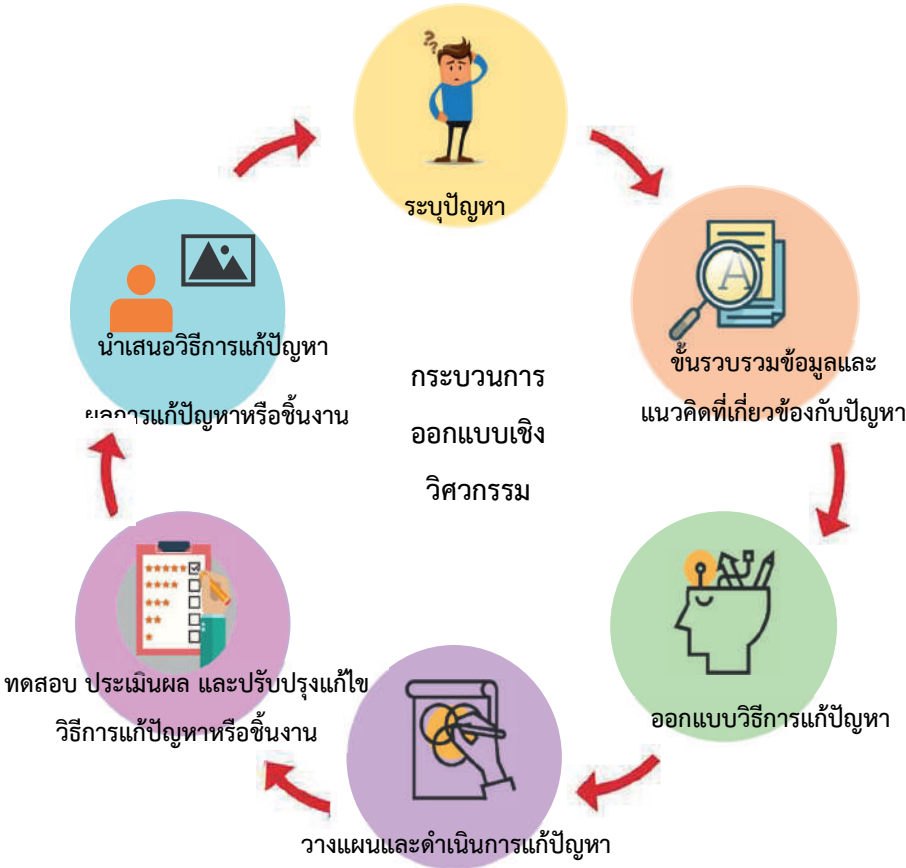 ระบุปัญหา
ขั้นรวบรวมข้อมูลและ
แนวคิดที่เกี่ยวข้องกับปัญหา
ออกแบบวิธีการแก้ปัญหา
วางแผนและดำเนินการแก้ปัญหา
ทดสอบ ประเมินผล และปรับปรุงแก้ไข
วิธีการแก้ปัญหาหรือชิ้นงาน
นำเสนอวิธีการแก้ปัญหา
ผลการแก้ปัญหาหรือชิ้นงาน
กระบวนการ
ออกแบบเชิง
วิศวกรรม
??
A